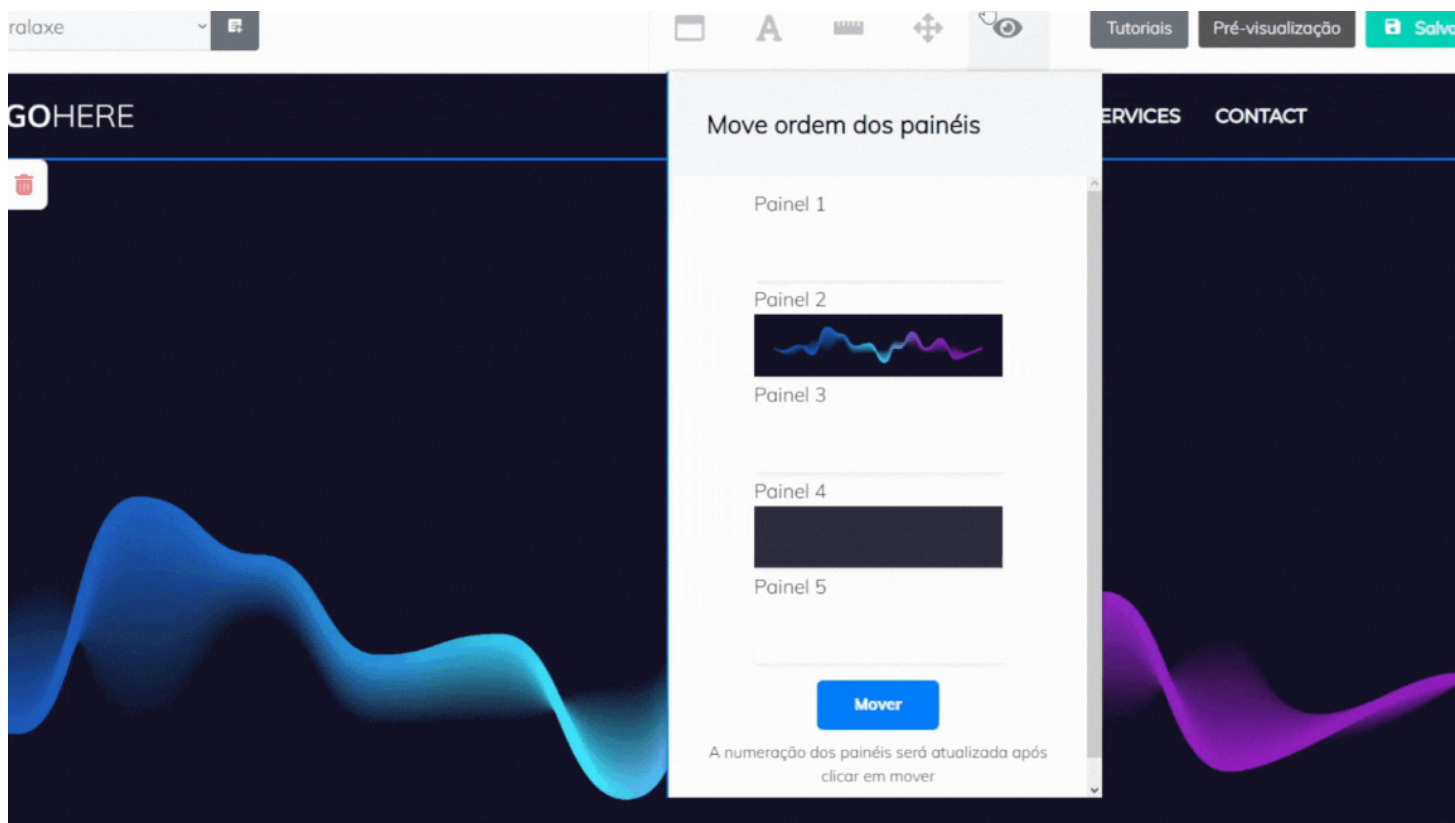 ralaxe
Tutoriais
Pré-visualização
Salva
GOHERE
ERVICES
CONTACT
Move ordem dos painéis
Painel 1
Painel 2
Painel 3
Painel 4
Painel 5
Mover
A numeração dos painéis será atualizada após
clicar em mover